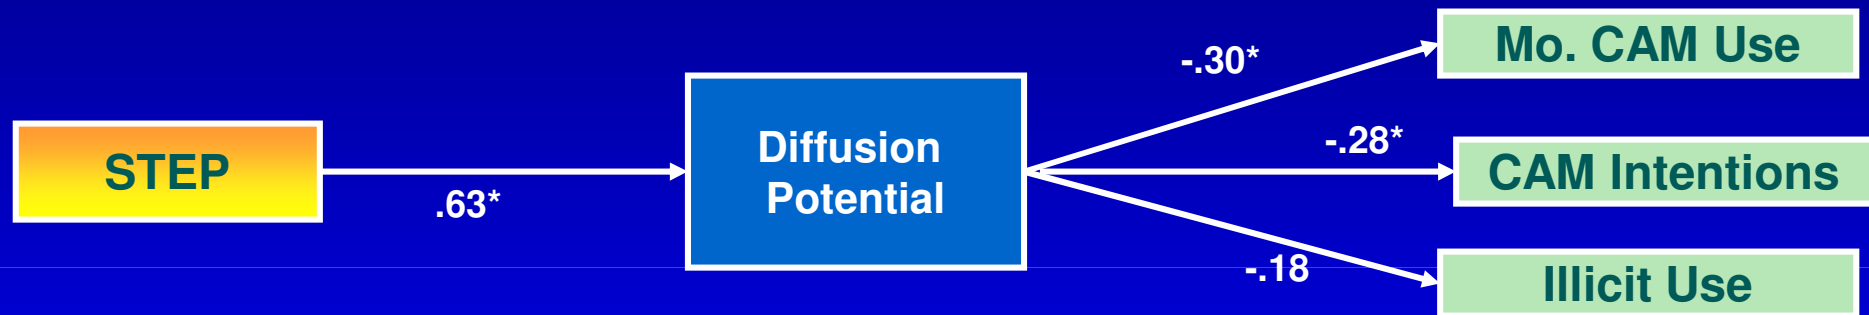 STEP
.63*
Diffusion
Potential
-.30*
-.28*
-.18
Mo. CAM Use
CAM Intentions
Illicit Use